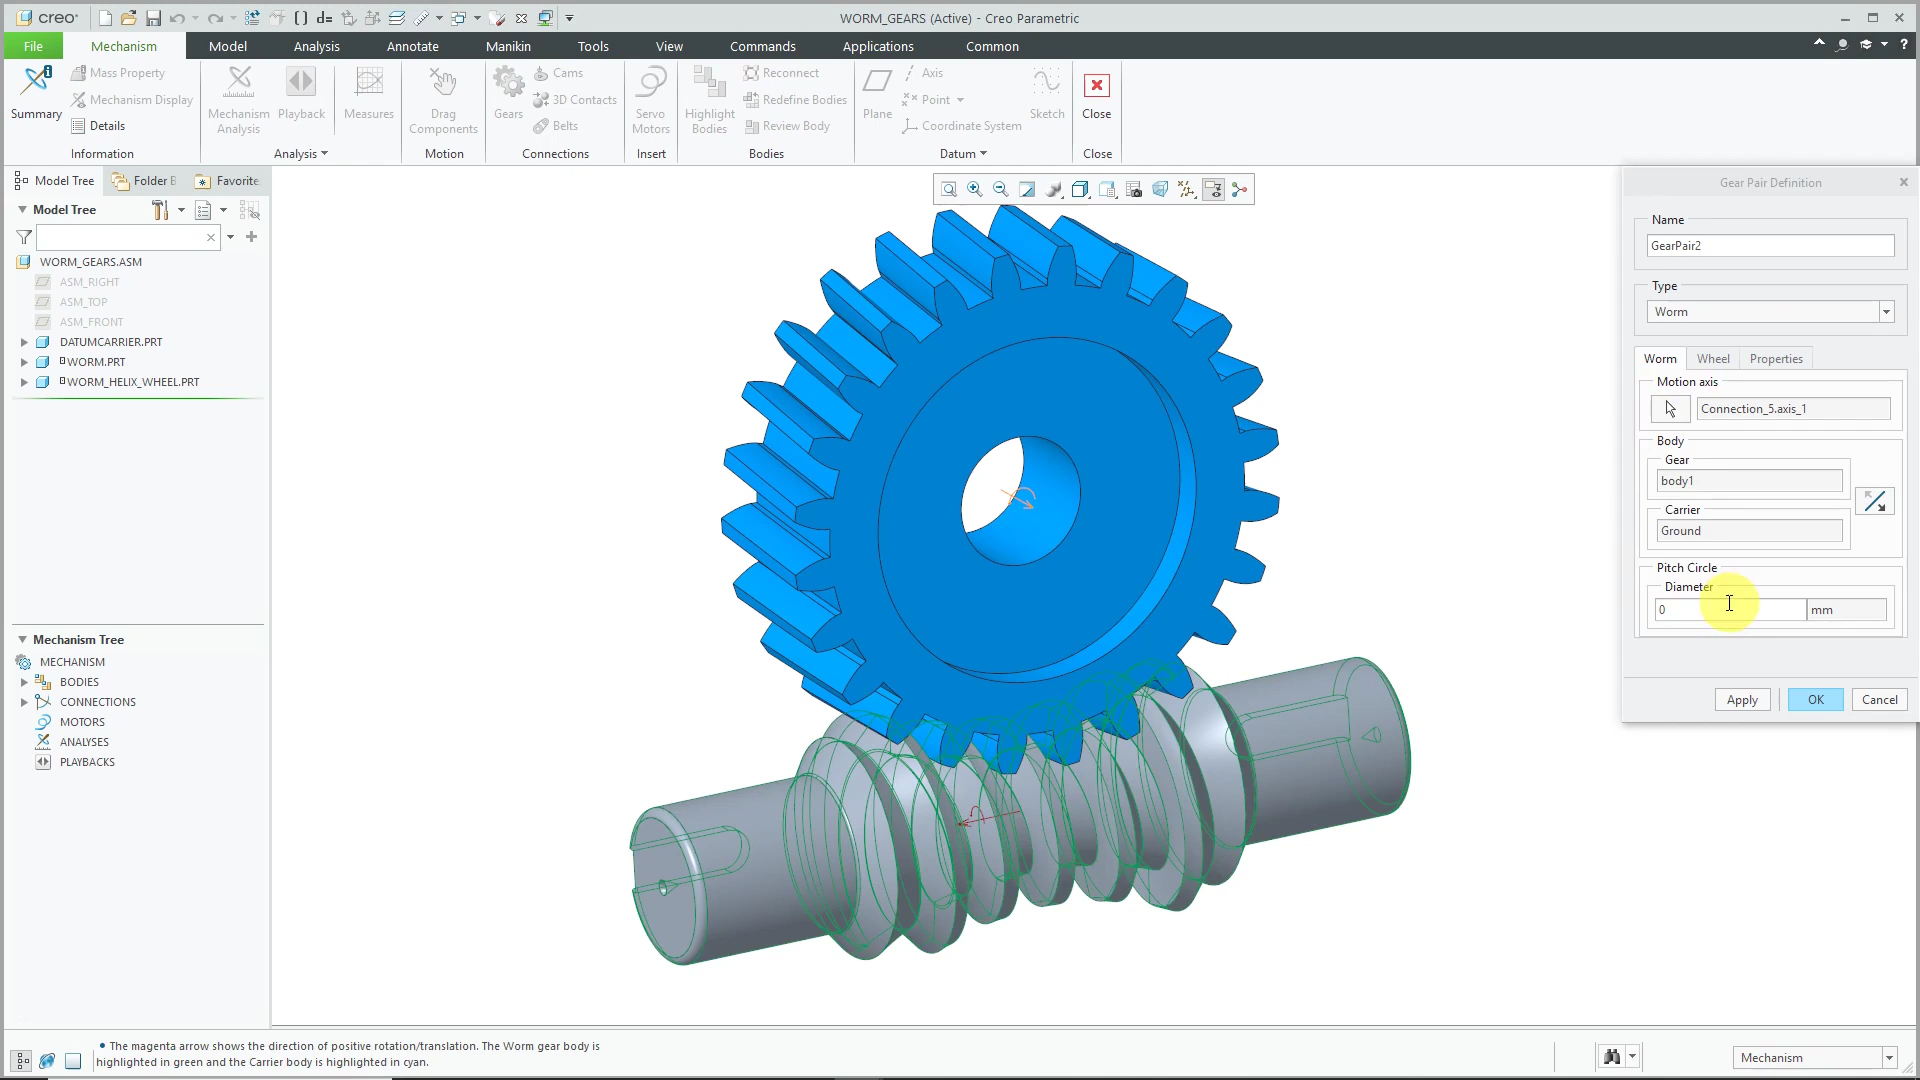 creo
d=
WORM_GEARS (Active) - Creo Parametric
File
Mechanism
Model
Analysis
Annotate
Manikin
Tools
View
Commands
Applications
Common
?
Summary
Mass Property
Mechanism Display
Details
Information
Mechanism
Analysis
Playback
Measures
Analysis
Drag
Components
Motion
Gears
Cams
3D Contacts
Belts
Connections
Servo
Motors
Insert
Highlight
Bodies
Reconnect
Redefine Bodies
Review Body
Bodies
Plane
Axis
Point
Coordinate System
Sketch
Datum
Close
Close
Model Tree
Folder B
Favorite
Model Tree
WORM_GEARS.ASM
ASM_RIGHT
ASM_TOP
ASM_FRONT
DATUMCARRIER.PRT
WORM.PRT
WORM_HELIX_WHEEL.PRT
Mechanism Tree
MECHANISM
BODIES
CONNECTIONS
MOTORS
ANALYSES
PLAYBACKS
Gear Pair Definition
Name
GearPair2
Type
Worm
Worm
Wheel
Properties
Motion axis
Connection_5.axis_1
Body
Gear
body1
Carrier
Ground
Pitch Circle
Diameter
0
mm
Apply
OK
Cancel
• The magenta arrow shows the direction of positive rotation/translation. The Worm gear body is
highlighted in green and the Carrier body is highlighted in cyan.
Mechanism